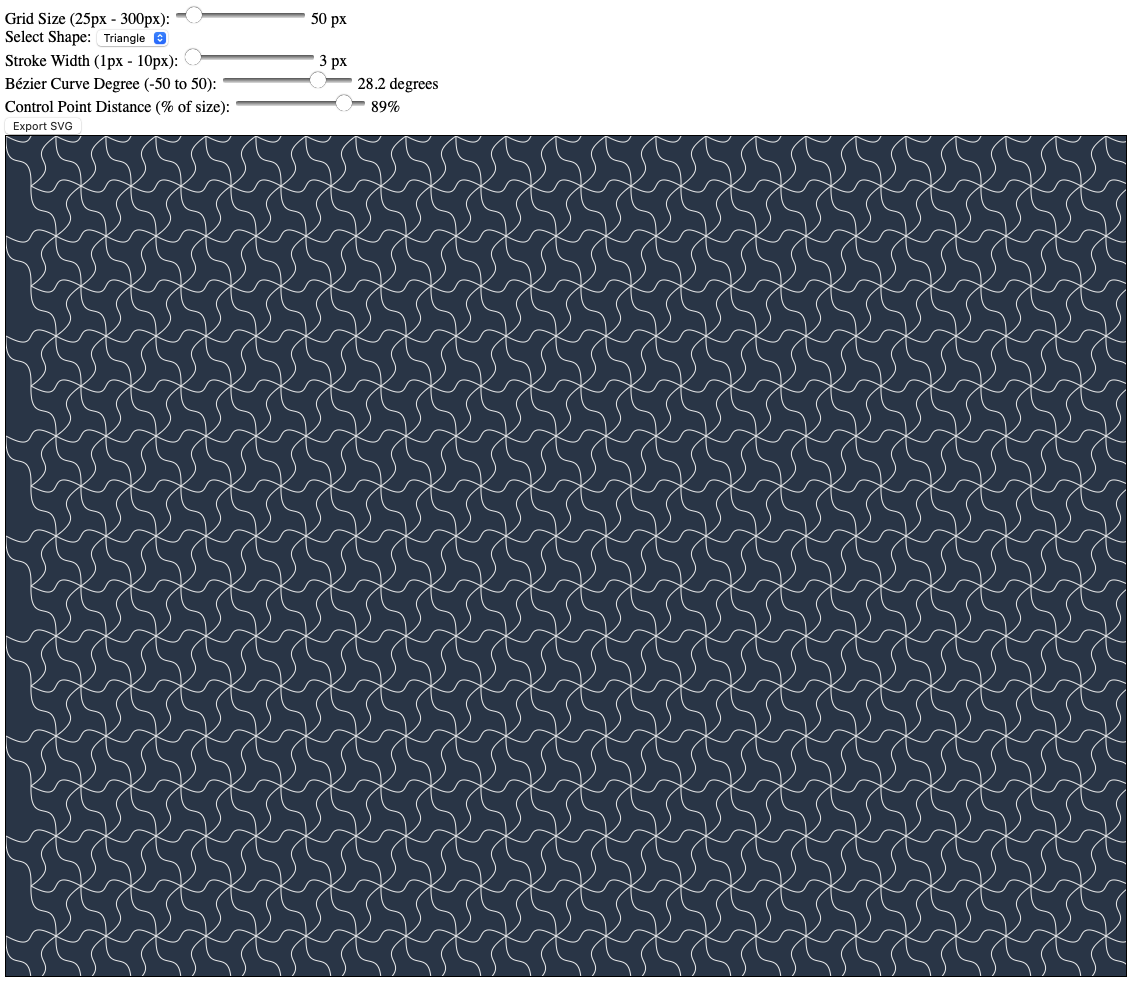 Grid Size (25px - 300px): 50 px
Select Shape: Triangle
Stroke Width (1px - 10px): 3 px
Bézier Curve Degree (-50 to 50): 28.2 degrees
Control Point Distance (% of size): 89%
Export SVG